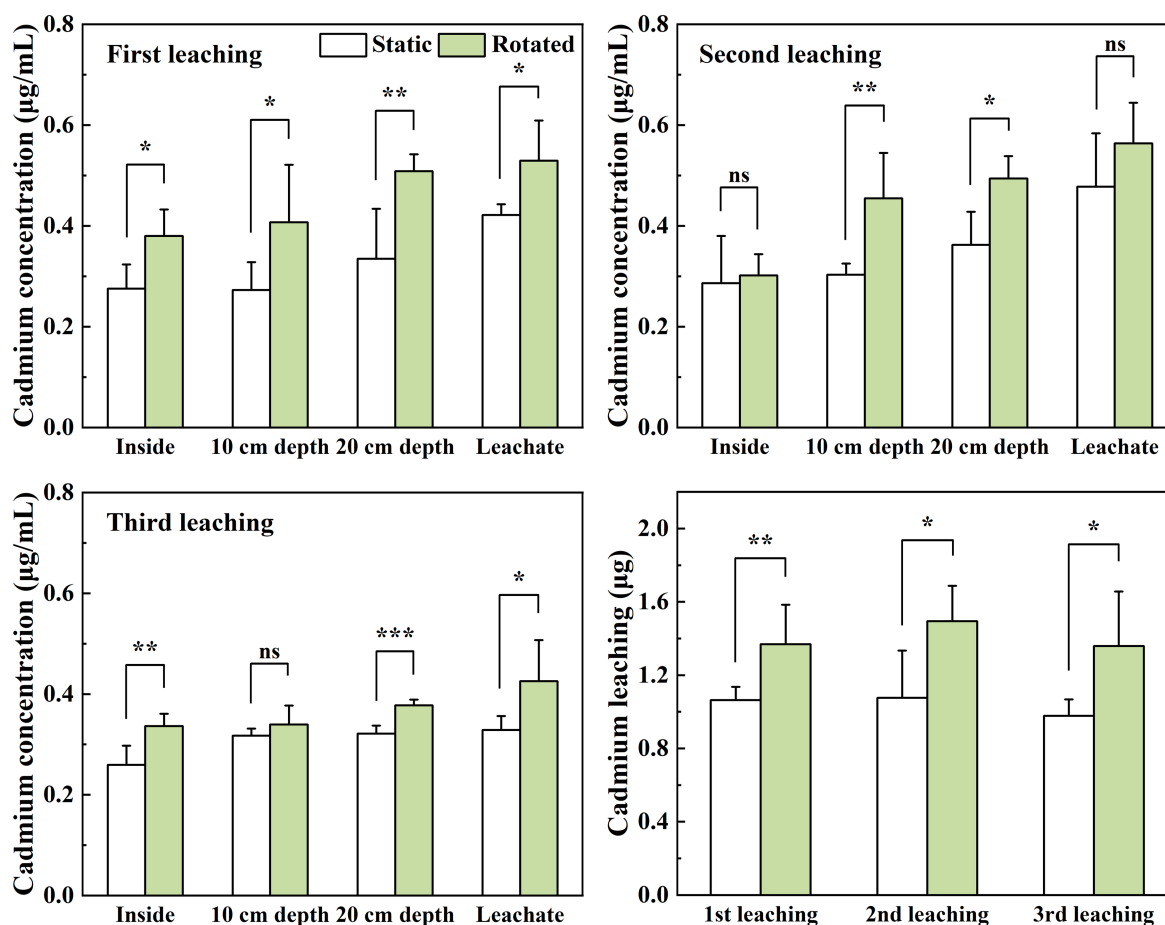 Cadmium concentration (µg/mL)
0.8
0.6
0.4
0.2
0.0
First leaching
Static
Rotated
*
*
**
*
Inside
10 cm depth
20 cm depth
Leachate
Cadmium concentration (µg/mL)
0.8
0.6
0.4
0.2
0.0
Second leaching
ns
**
*
ns
Inside
10 cm depth
20 cm depth
Leachate
Cadmium concentration (µg/mL)
0.8
0.6
0.4
0.2
0.0
Third leaching
**
ns
***
*
Inside
10 cm depth
20 cm depth
Leachate
Cadmium leaching (µg)
2.0
1.6
1.2
0.8
0.4
0.0
**
*
*
1st leaching
2nd leaching
3rd leaching